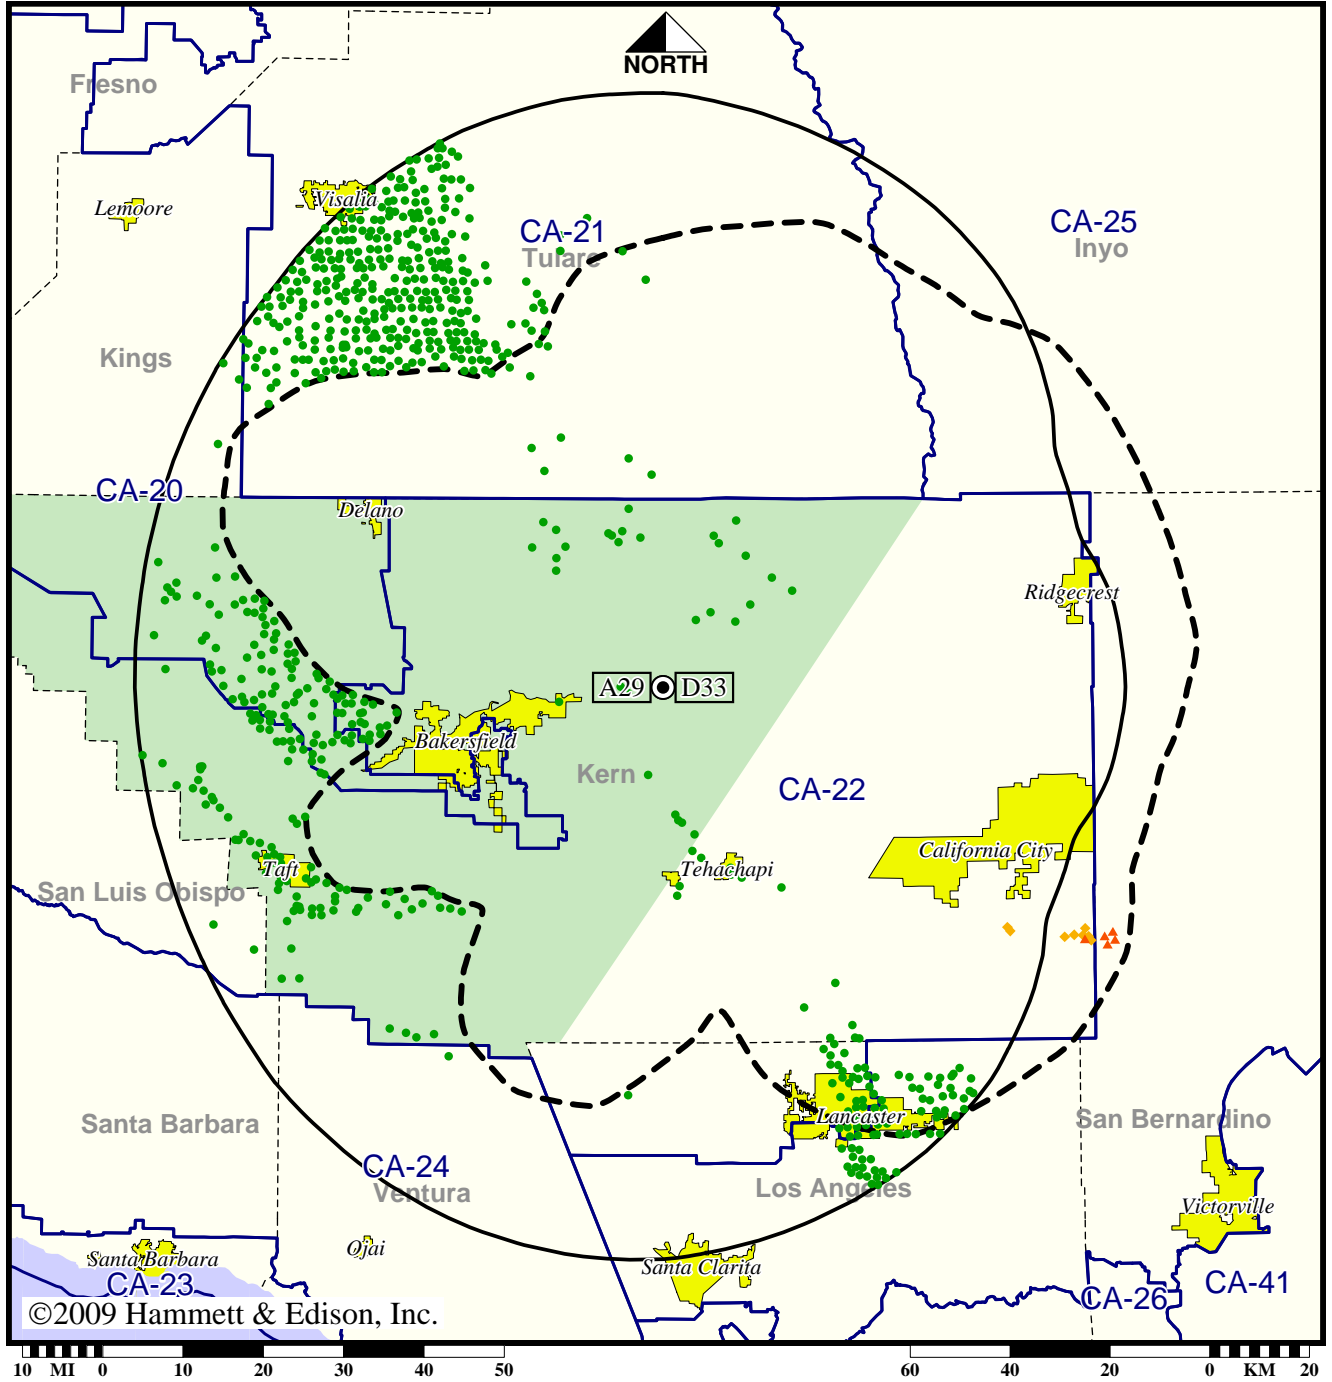 NORTH
Fresno
Visalia
Lemoore
CA-21
Tulare
CA-25
Inyo
Kings
CA-20
Delano
Ridgecrest
A29
D33
Bakersfield
Kern
CA-22
California City
Tehachapi
Taft
San Luis Obispo
Lancaster
San Bernardino
Santa Barbara
CA-24
Ventura
Los Angeles
Victorville
Ojai
Santa Barbara
Santa Clarita
CA-23
CA-26
CA-41
©2009 Hammett & Edison, Inc.
10 MI 0 10 20 30 40 50 60 40 20 0 KM 20